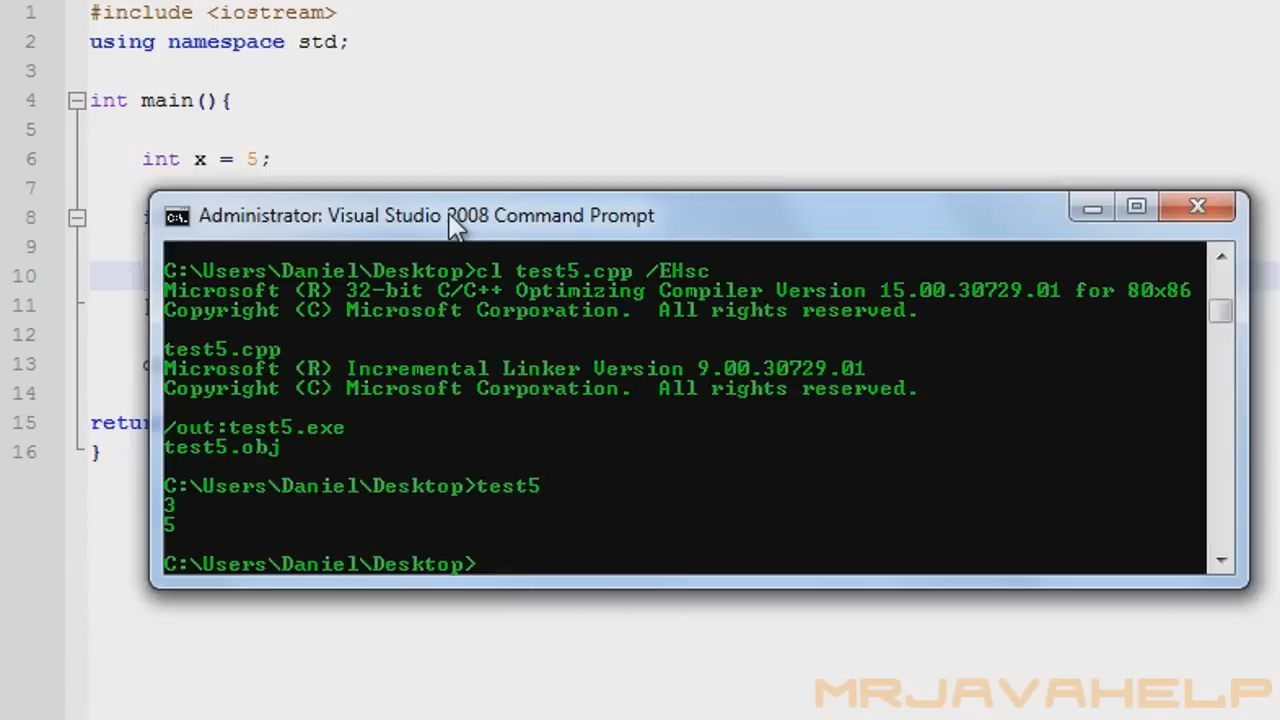 1 #include <iostream>
2 using namespace std;
3
4 int main(){
5
6 int x = 5;
7
8
9
10
11
12
13
14
15
16 }
Administrator: Visual Studio 2008 Command Prompt
C:\Users\Daniel\Desktop>cl test5.cpp /EHsc
Microsoft (R) 32-bit C/C++ Optimizing Compiler Version 15.00.30729.01 for 80x86
Copyright (C) Microsoft Corporation.  All rights reserved.
test5.cpp
Microsoft (R) Incremental Linker Version 9.00.30729.01
Copyright (C) Microsoft Corporation.  All rights reserved.
/out:test5.exe
test5.obj
C:\Users\Daniel\Desktop>test5
3
5
C:\Users\Daniel\Desktop>
MRJAVAHELP